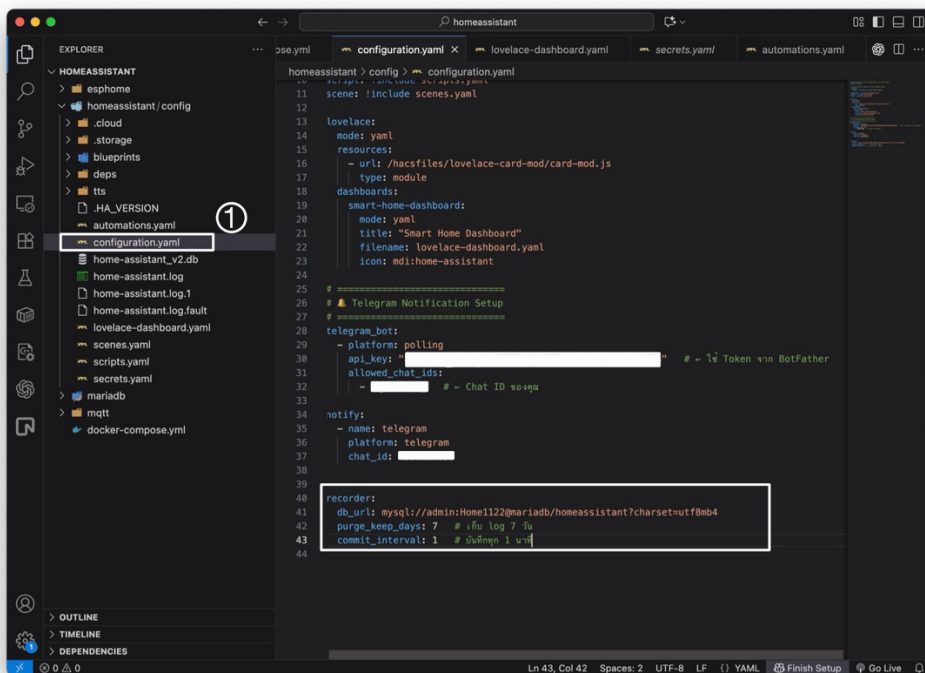 homeassistant
EXPLORER
HOMEASSISTANT
esphome
homeassistant/config
.cloud
.storage
blueprints
deps
tts
.HA_VERSION
①
automations.yaml
configuration.yaml
home-assistant_v2.db
home-assistant.log
home-assistant.log.1
home-assistant.log.fault
lovelace-dashboard.yaml
scenes.yaml
scripts.yaml
secrets.yaml
mariadb
mqtt
docker-compose.yml
OUTLINE
TIMELINE
DEPENDENCIES
ose.yml configuration.yaml lovelace-dashboard.yaml secrets.yaml automations.yaml
homeassistant > config > configuration.yaml
10 script: !include scripts.yaml
11 scene: !include scenes.yaml
12
13 lovelace:
14 mode: yaml
15 resources:
16 - url: /hacsfiles/lovelace-card-mod/card-mod.js
17 type: module
18 dashboards:
19 smart-home-dashboard:
20 mode: yaml
21 title: "Smart Home Dashboard"
22 filename: lovelace-dashboard.yaml
23 icon: mdi:home-assistant
24
25 # ==============================
26 # 🔔 Telegram Notification Setup
27 # ==============================
28 telegram_bot:
29 - platform: polling
30 api_key: " " # ← ใช้ Token จาก BotFather
31 allowed_chat_ids:
32 - # ← Chat ID ของคุณ
33
34 notify:
35 - name: telegram
36 platform: telegram
37 chat_id:
38
39
40 recorder:
41 db_url: mysql://admin:Home1122@mariadb/homeassistant?charset=utf8mb4
42 purge_keep_days: 7 # เก็บ log 7 วัน
43 commit_interval: 1 # บันทึกทุก 1 นาที
44
0 0 Ln 43, Col 42 Spaces: 2 UTF-8 LF {} YAML Finish Setup Go Live